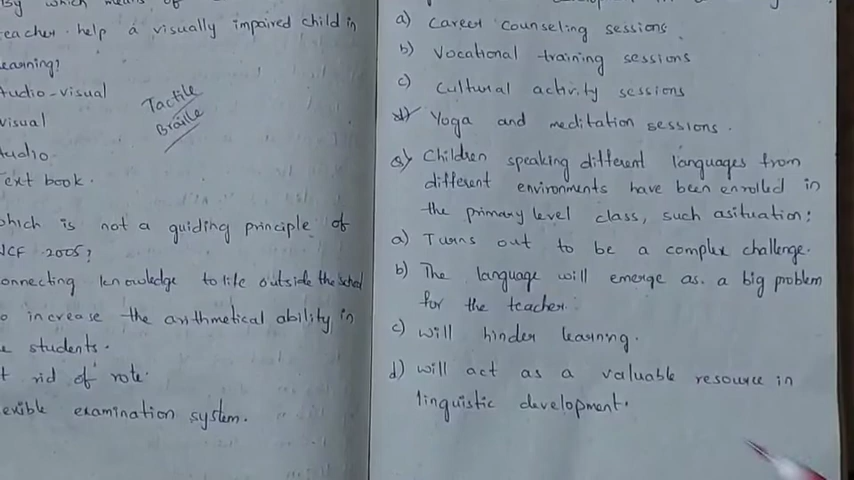 By which means of
teacher help a visually impaired child in
learning?
Audio-visual
visual
Audio
Text book.
Tactile
Braille
which is not a guiding principle of
NCF 2005?
connecting knowledge to life outside the school
To increase the arithmetical ability in
the students.
rid of rote.
flexible examination system.
a) Career counseling sessions.
b) Vocational training sessions
c) Cultural activity sessions
d) Yoga and meditation sessions.
Q) Children speaking different languages from
different environments have been enrolled in
the primary level class, such asituation:
a) Turns out to be a complex challenge.
b) The language will emerge as a big problem
for the teacher.
c) will hinder learning.
d) will act as a valuable resource in
linguistic development.